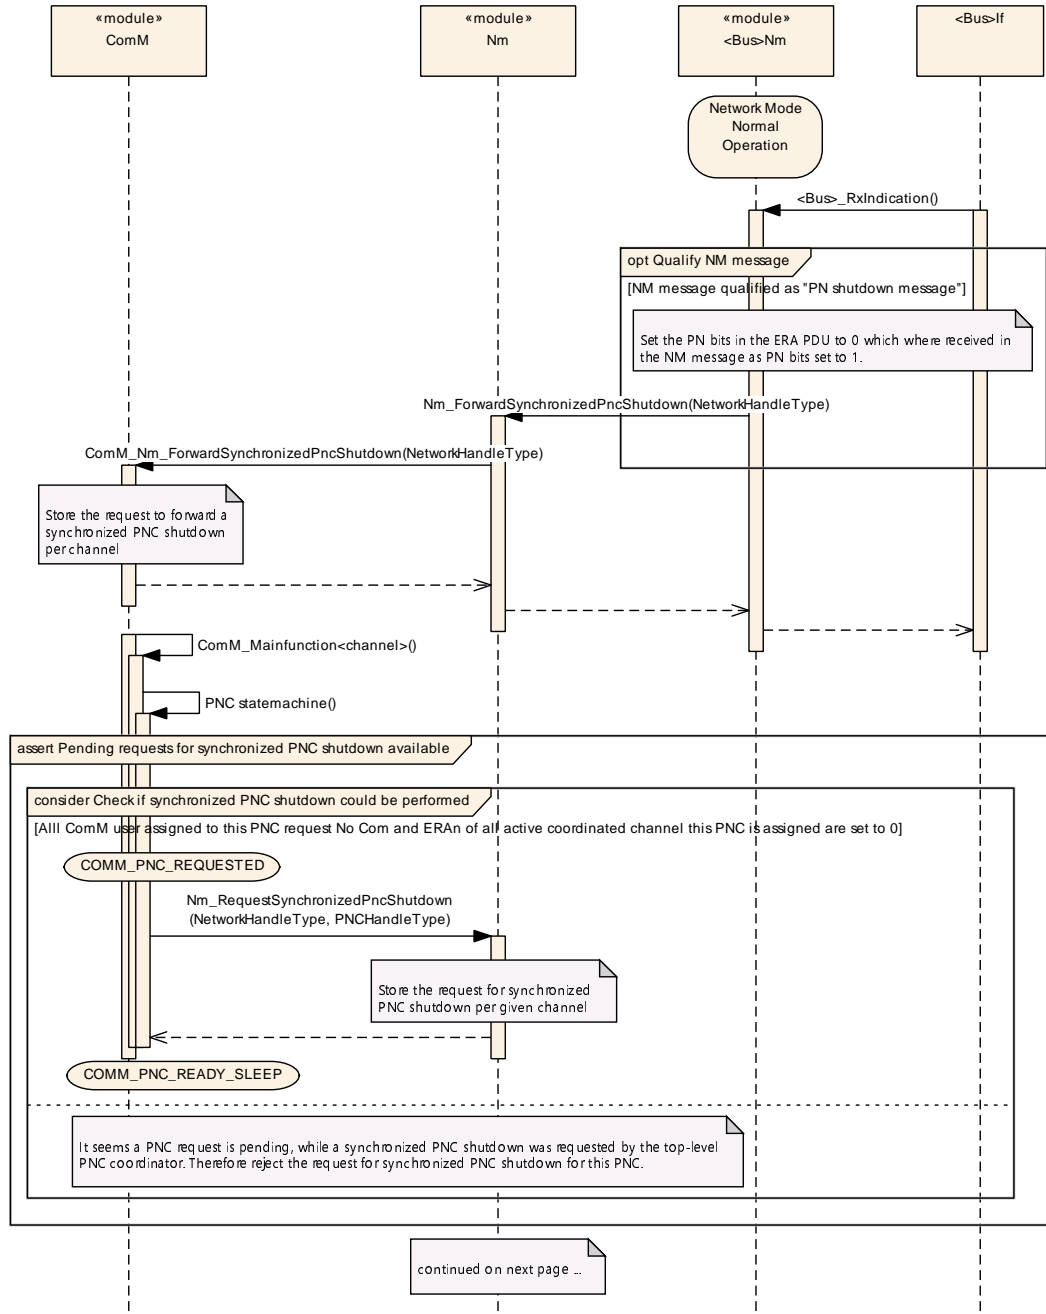 «module»
ComM
«module»
Nm
«module»
<Bus>Nm
<Bus>If
Network Mode
Normal
Operation
<Bus>_RxIndication()
opt Qualify NM message
[NM message qualified as "PN shutdown message"]
Set the PN bits in the ERA PDU to 0 which where received in
the NM message as PN bits set to 1.
Nm_ForwardSynchronizedPncShutdown(NetworkHandleType)
ComM_Nm_ForwardSynchronizedPncShutdown(NetworkHandleType)
Store the request to forward a
synchronized PNC shutdown
per channel
ComM_Mainfunction<channel>()
PNC statemachine()
assert Pending requests for synchronized PNC shutdown available
consider Check if synchronized PNC shutdown could be performed
[Alll ComM user assigned to this PNC request No Com and ERAn of all active coordinated channel this PNC is assigned are set to 0]
COMM_PNC_REQUESTED
Nm_RequestSynchronizedPncShutdown
(NetworkHandleType, PNCHandleType)
Store the request for synchronized
PNC shutdown per given channel
COMM_PNC_READY_SLEEP
It seems a PNC request is pending, while a synchronized PNC shutdown was requested by the top-level
PNC coordinator. Therefore reject the request for synchronized PNC shutdown for this PNC.
continued on next page ...